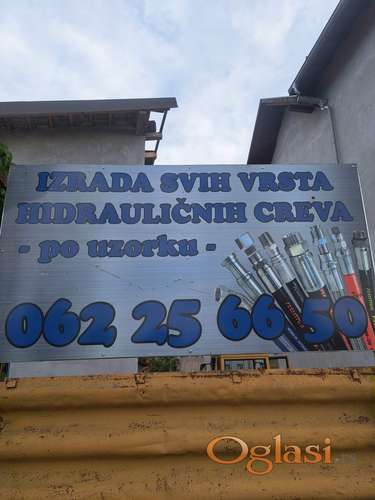 IZRADA SVIH VRSTA
HIDRAULIČNIH CREVA
- po uzorku -
062 25 66 50
Oglasi